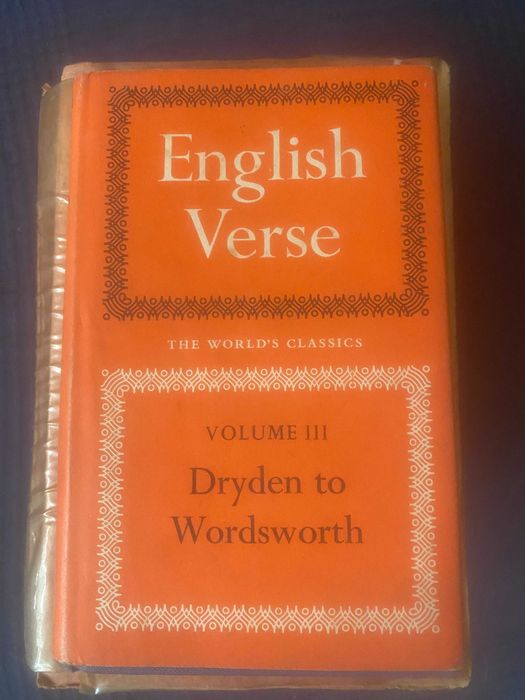 English
Verse
THE WORLD'S CLASSICS
VOLUME III
Dryden to
Wordsworth